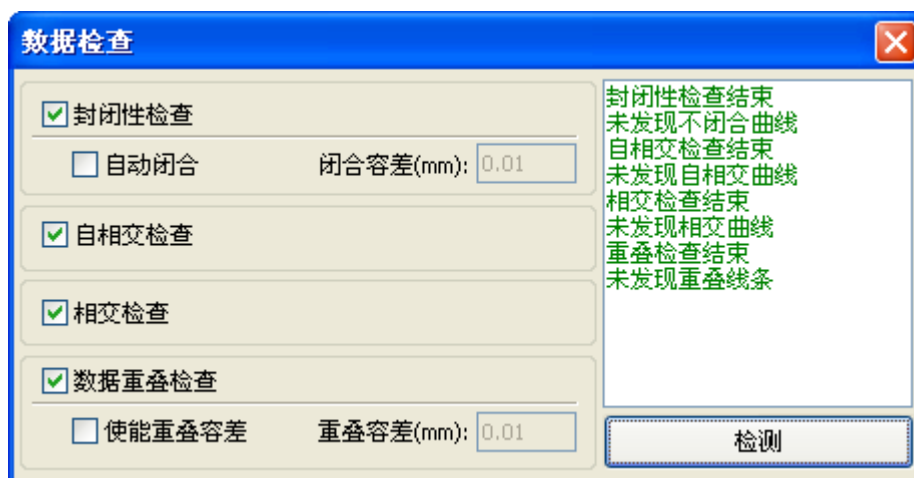 数据检查
封闭性检查
自动闭合 闭合容差(mm): 0.01
自相交检查
相交检查
数据重叠检查
使能重叠容差 重叠容差(mm): 0.01
封闭性检查结束
未发现不闭合曲线
自相交检查结束
未发现自相交曲线
相交检查结束
未发现相交曲线
重叠检查结束
未发现重叠线条
检测